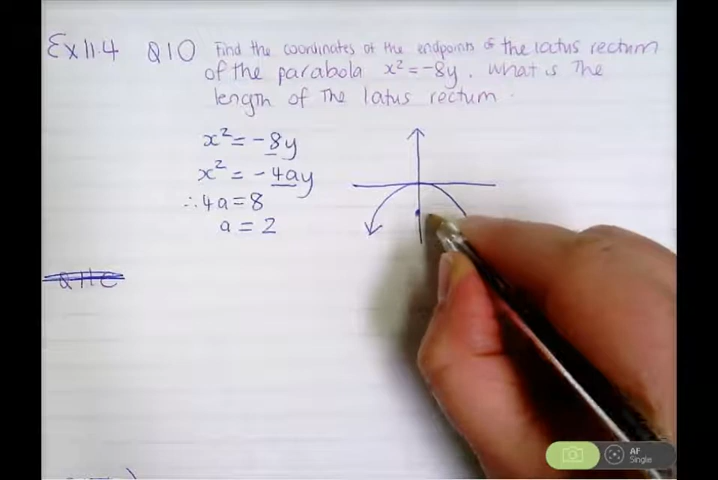 Ex 11.4 Q10 Find the coordinates of the endpoints of the latus rectum
of the parabola x² = -8y. What is the
length of the latus rectum.
x² = -8y
x² = -4ay
∴ 4a = 8
a = 2
Q11c
AF
Single